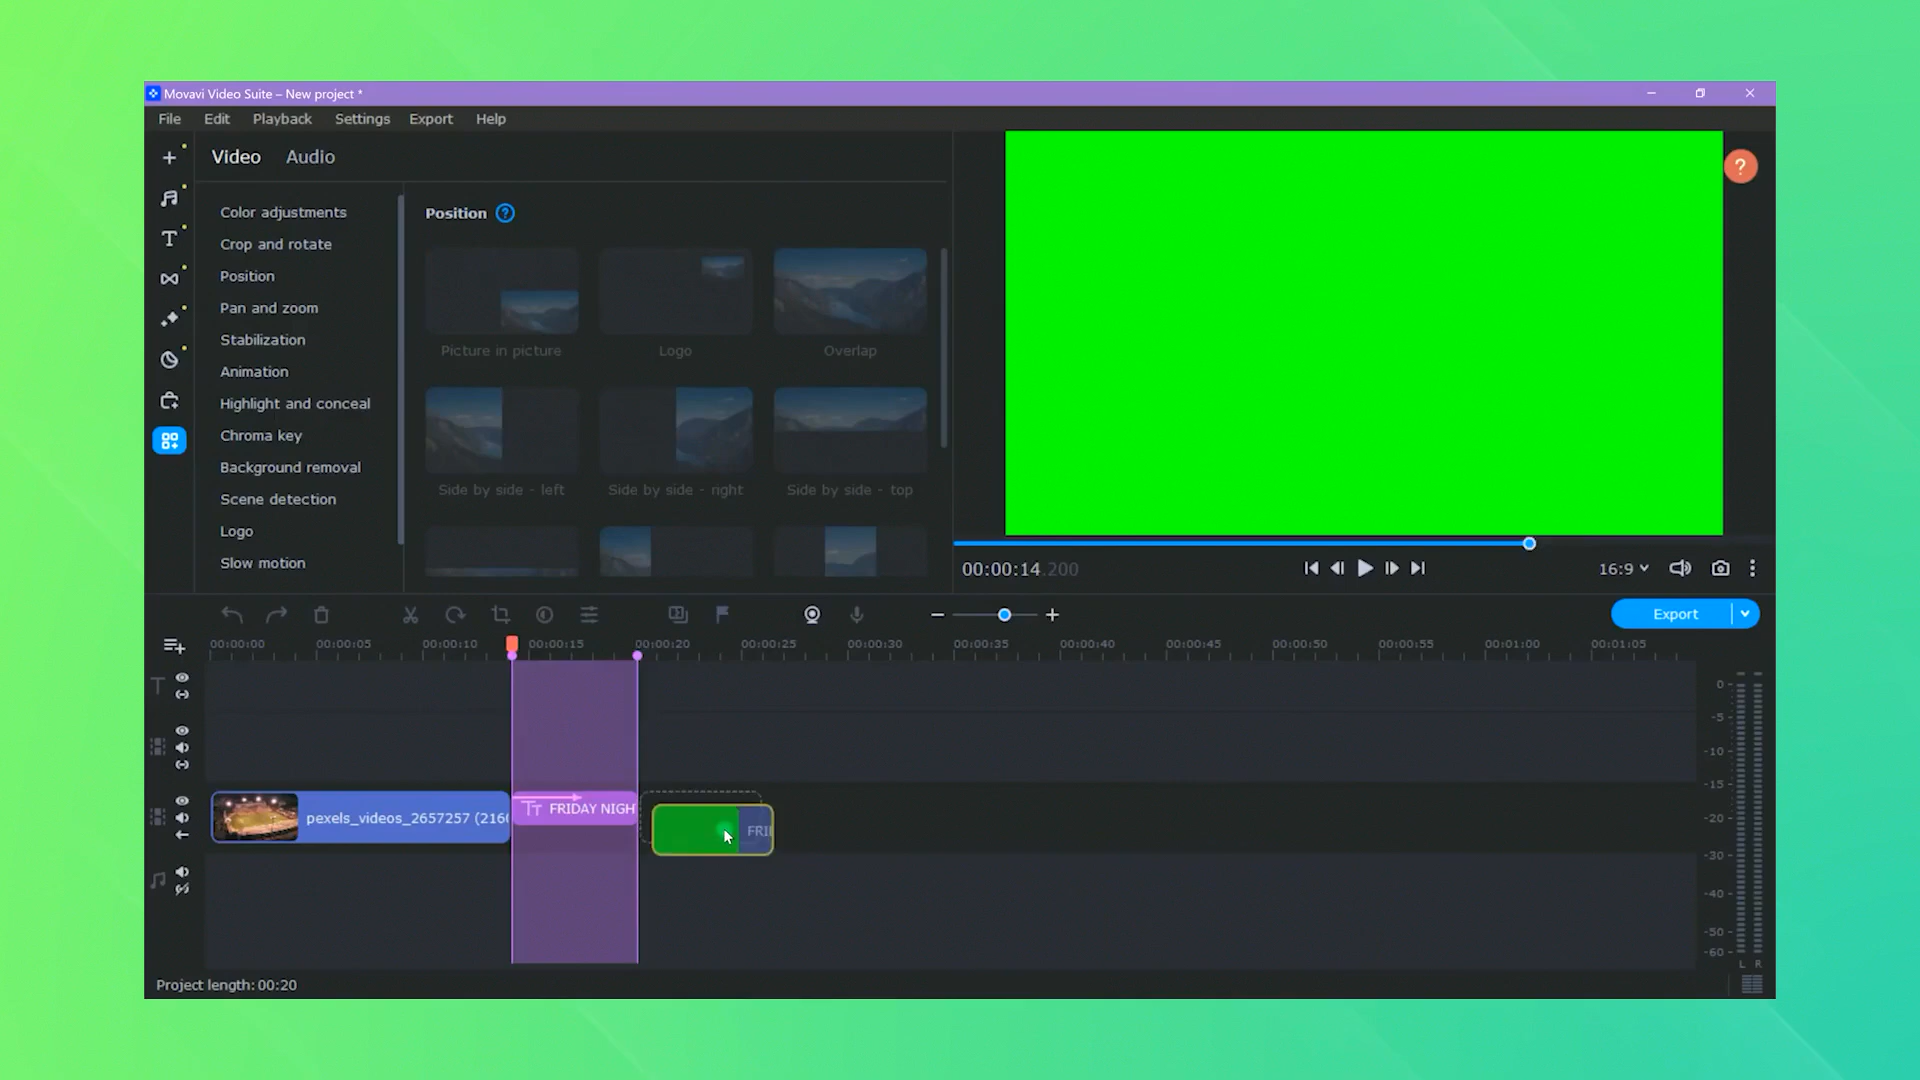 Movavi Video Suite – New project *
File Edit Playback Settings Export Help
Video Audio
Color adjustments
Crop and rotate
Position
Pan and zoom
Stabilization
Animation
Highlight and conceal
Chroma key
Background removal
Scene detection
Logo
Slow motion
Position ?
Picture in picture Logo Overlap
Side by side - left Side by side - right Side by side - top
?
00:00:14.200
16:9
Export
00:00:00 00:00:05 00:00:10 00:00:15 00:00:20 00:00:25 00:00:30 00:00:35 00:00:40 00:00:45 00:00:50 00:00:55 00:01:00 00:01:05
pexels_videos_2657257 (216
Tт FRIDAY NIGH
FRI
0
-5
-10
-15
-20
-30
-40
-50
-60
L R
Project length: 00:20